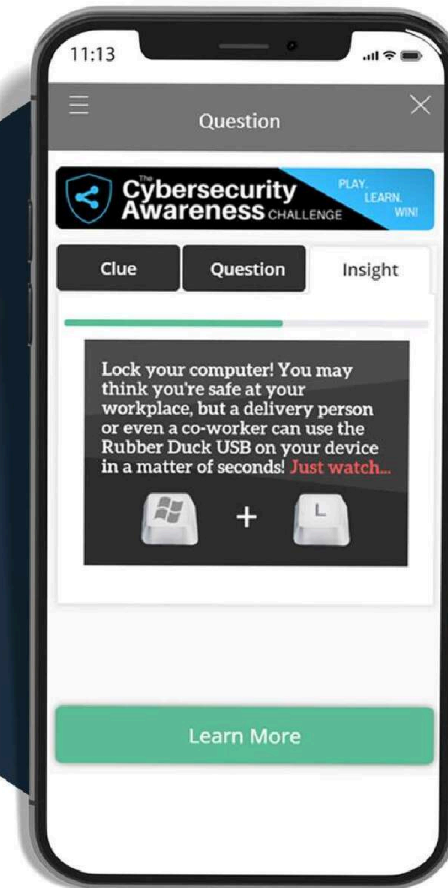 11:13
Question
The
Cybersecurity
Awareness CHALLENGE
PLAY.
LEARN.
WIN!
Clue
Question
Insight
Lock your computer! You may
think you're safe at your
workplace, but a delivery person
or even a co-worker can use the
Rubber Duck USB on your device
in a matter of seconds! Just watch...
+
L
Learn More